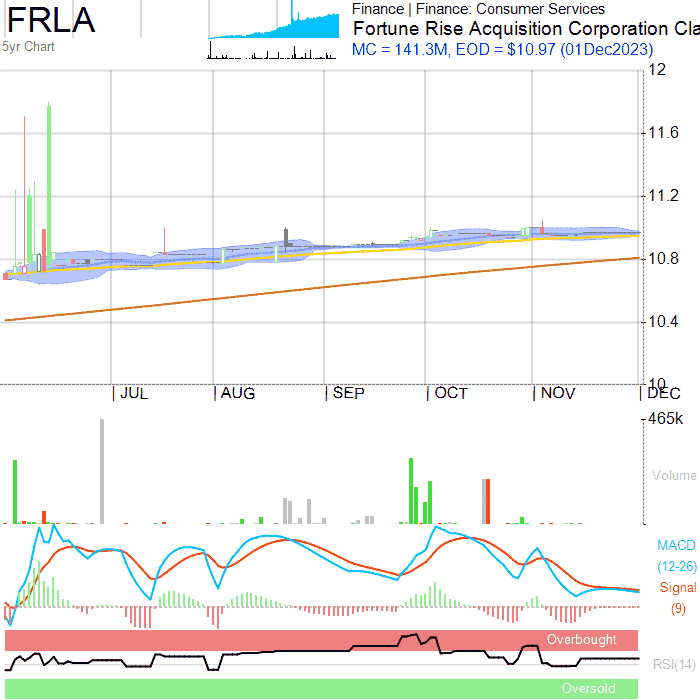 FRLA
5yr Chart
Finance | Finance: Consumer Services
Fortune Rise Acquisition Corporation Cla
MC = 141.3M, EOD = $10.97 (01Dec2023)
12
11.6
11.2
10.8
10.4
10
|JUL |AUG |SEP |OCT |NOV |DEC
465k
Volume
MACD
(12-26)
Signal
(9)
Overbought
RSI(14)
Oversold